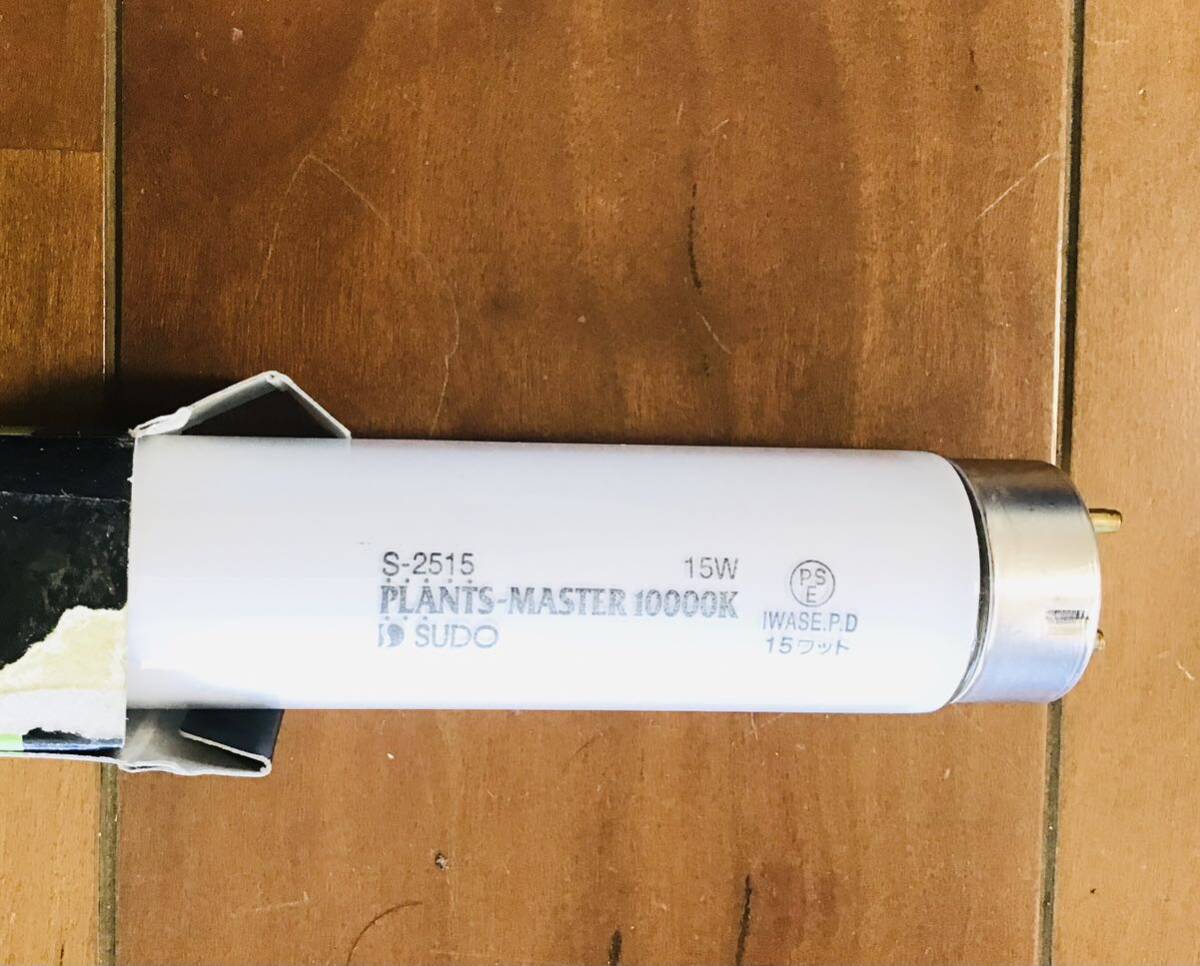 S-2515 15W
PLANTS-MASTER 10000K
SUDO
PSE
IWASE.P.D
15ワット